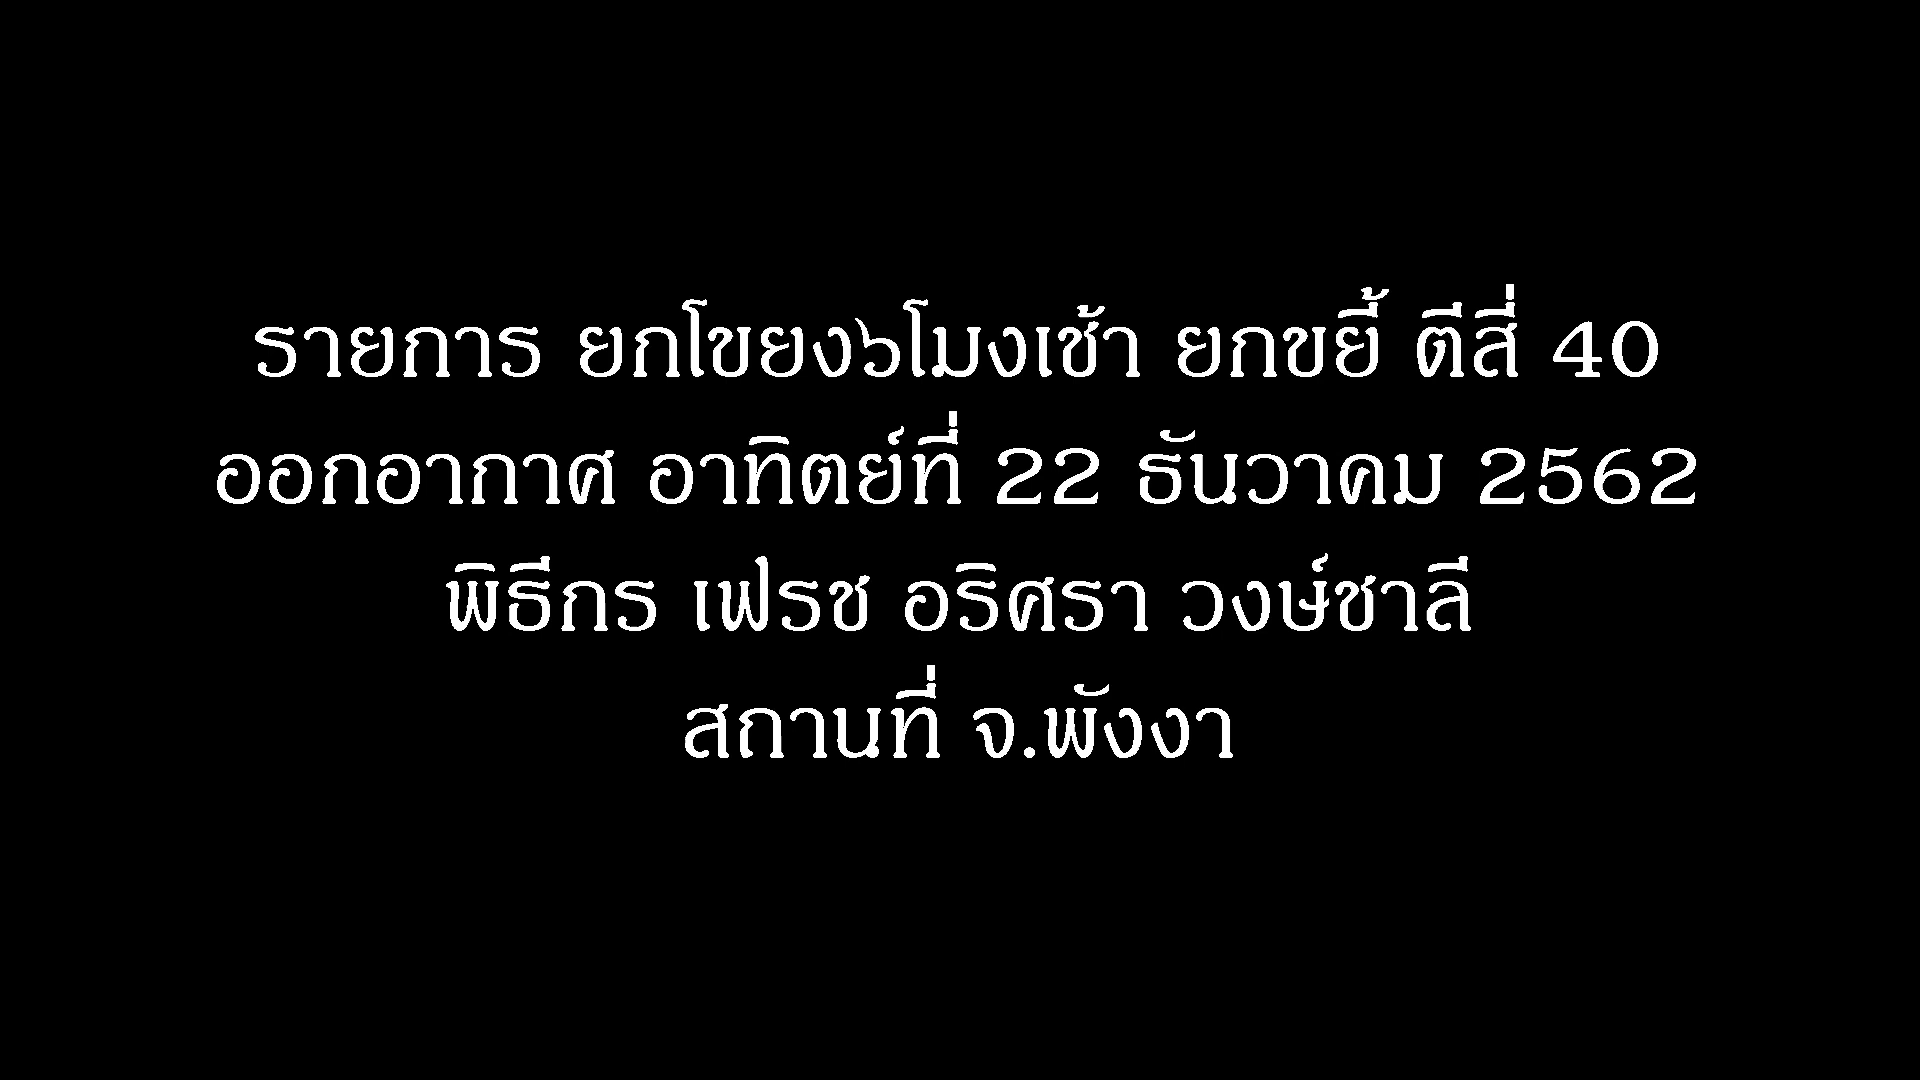 รายการ ยกโขยง๖โมงเช้า ยกขยี้ ตีสี่ 40
ออกอากาศ อาทิตย์ที่ 22 ธันวาคม 2562
พิธีกร เฟรช อริศรา วงษ์ชาลี
สถานที่ จ.พังงา